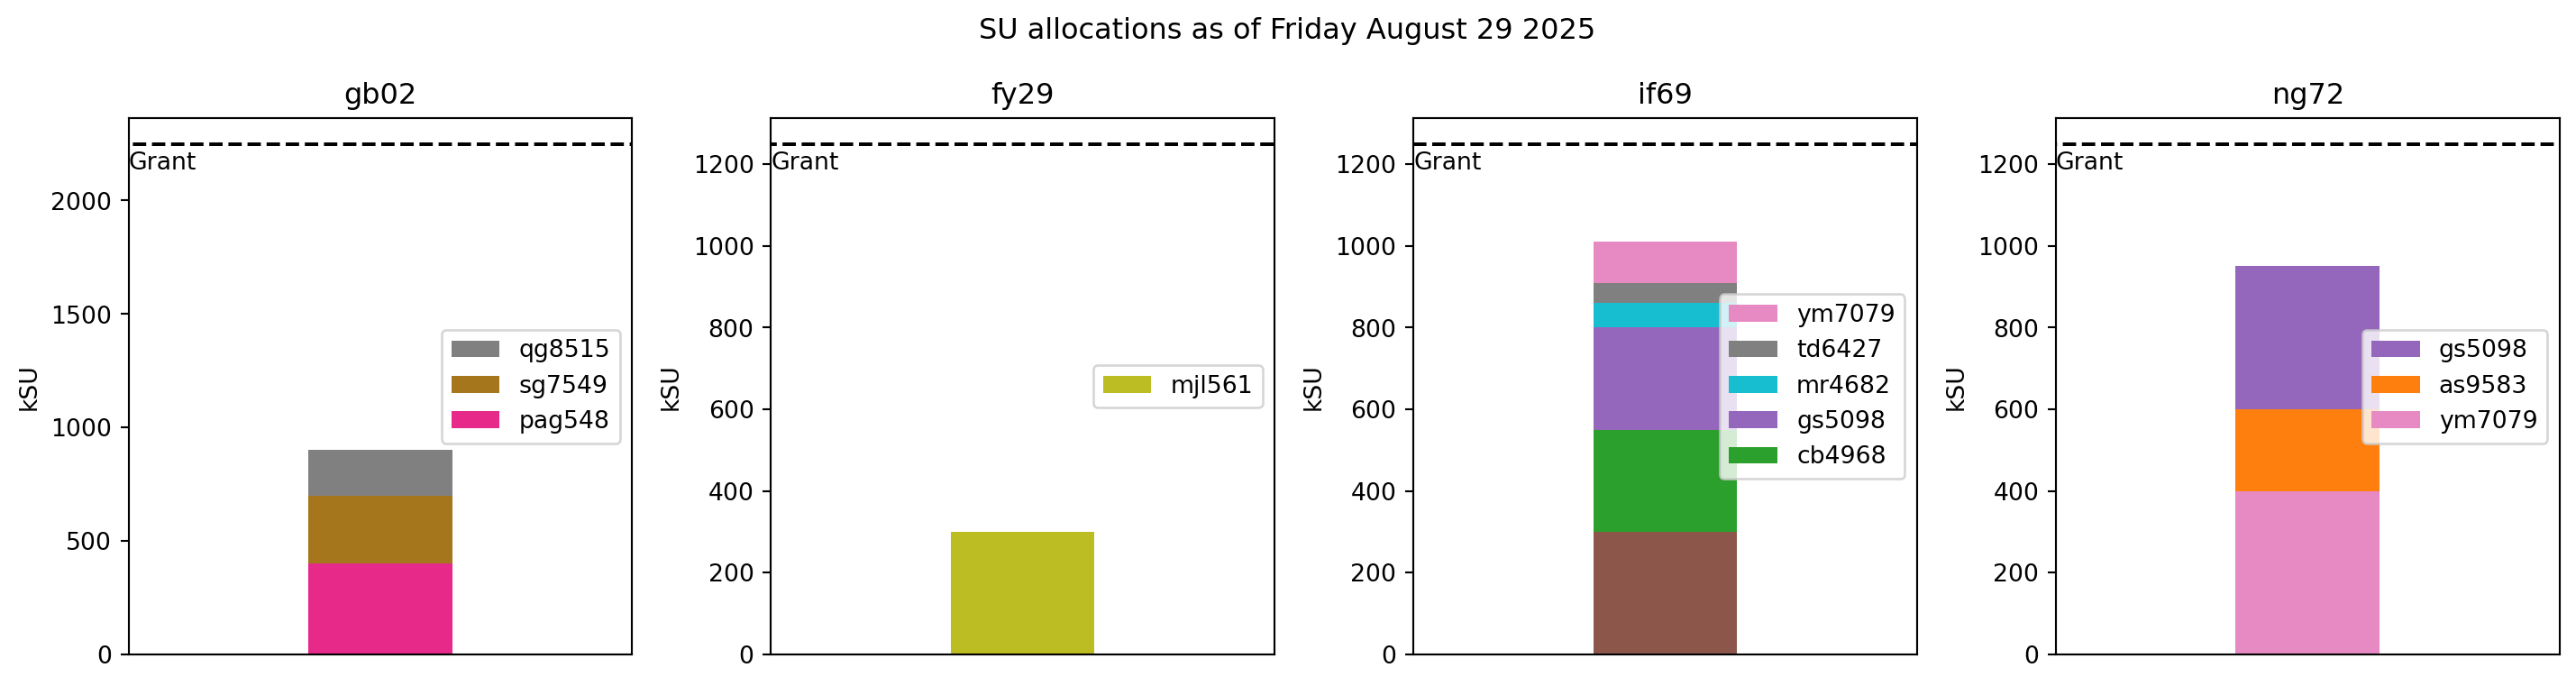 SU allocations as of Friday August 29 2025
gb02
Grant
2000
1500
1000
500
0
kSU
qg8515
sg7549
pag548
fy29
Grant
1200
1000
800
600
400
200
0
kSU
mjl561
if69
Grant
1200
1000
800
600
400
200
0
kSU
ym7079
td6427
mr4682
gs5098
cb4968
ng72
Grant
1200
1000
800
600
400
200
0
kSU
gs5098
as9583
ym7079